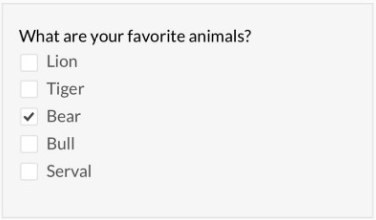 What are your favorite animals?
Lion
Tiger
Bear
Bull
Serval